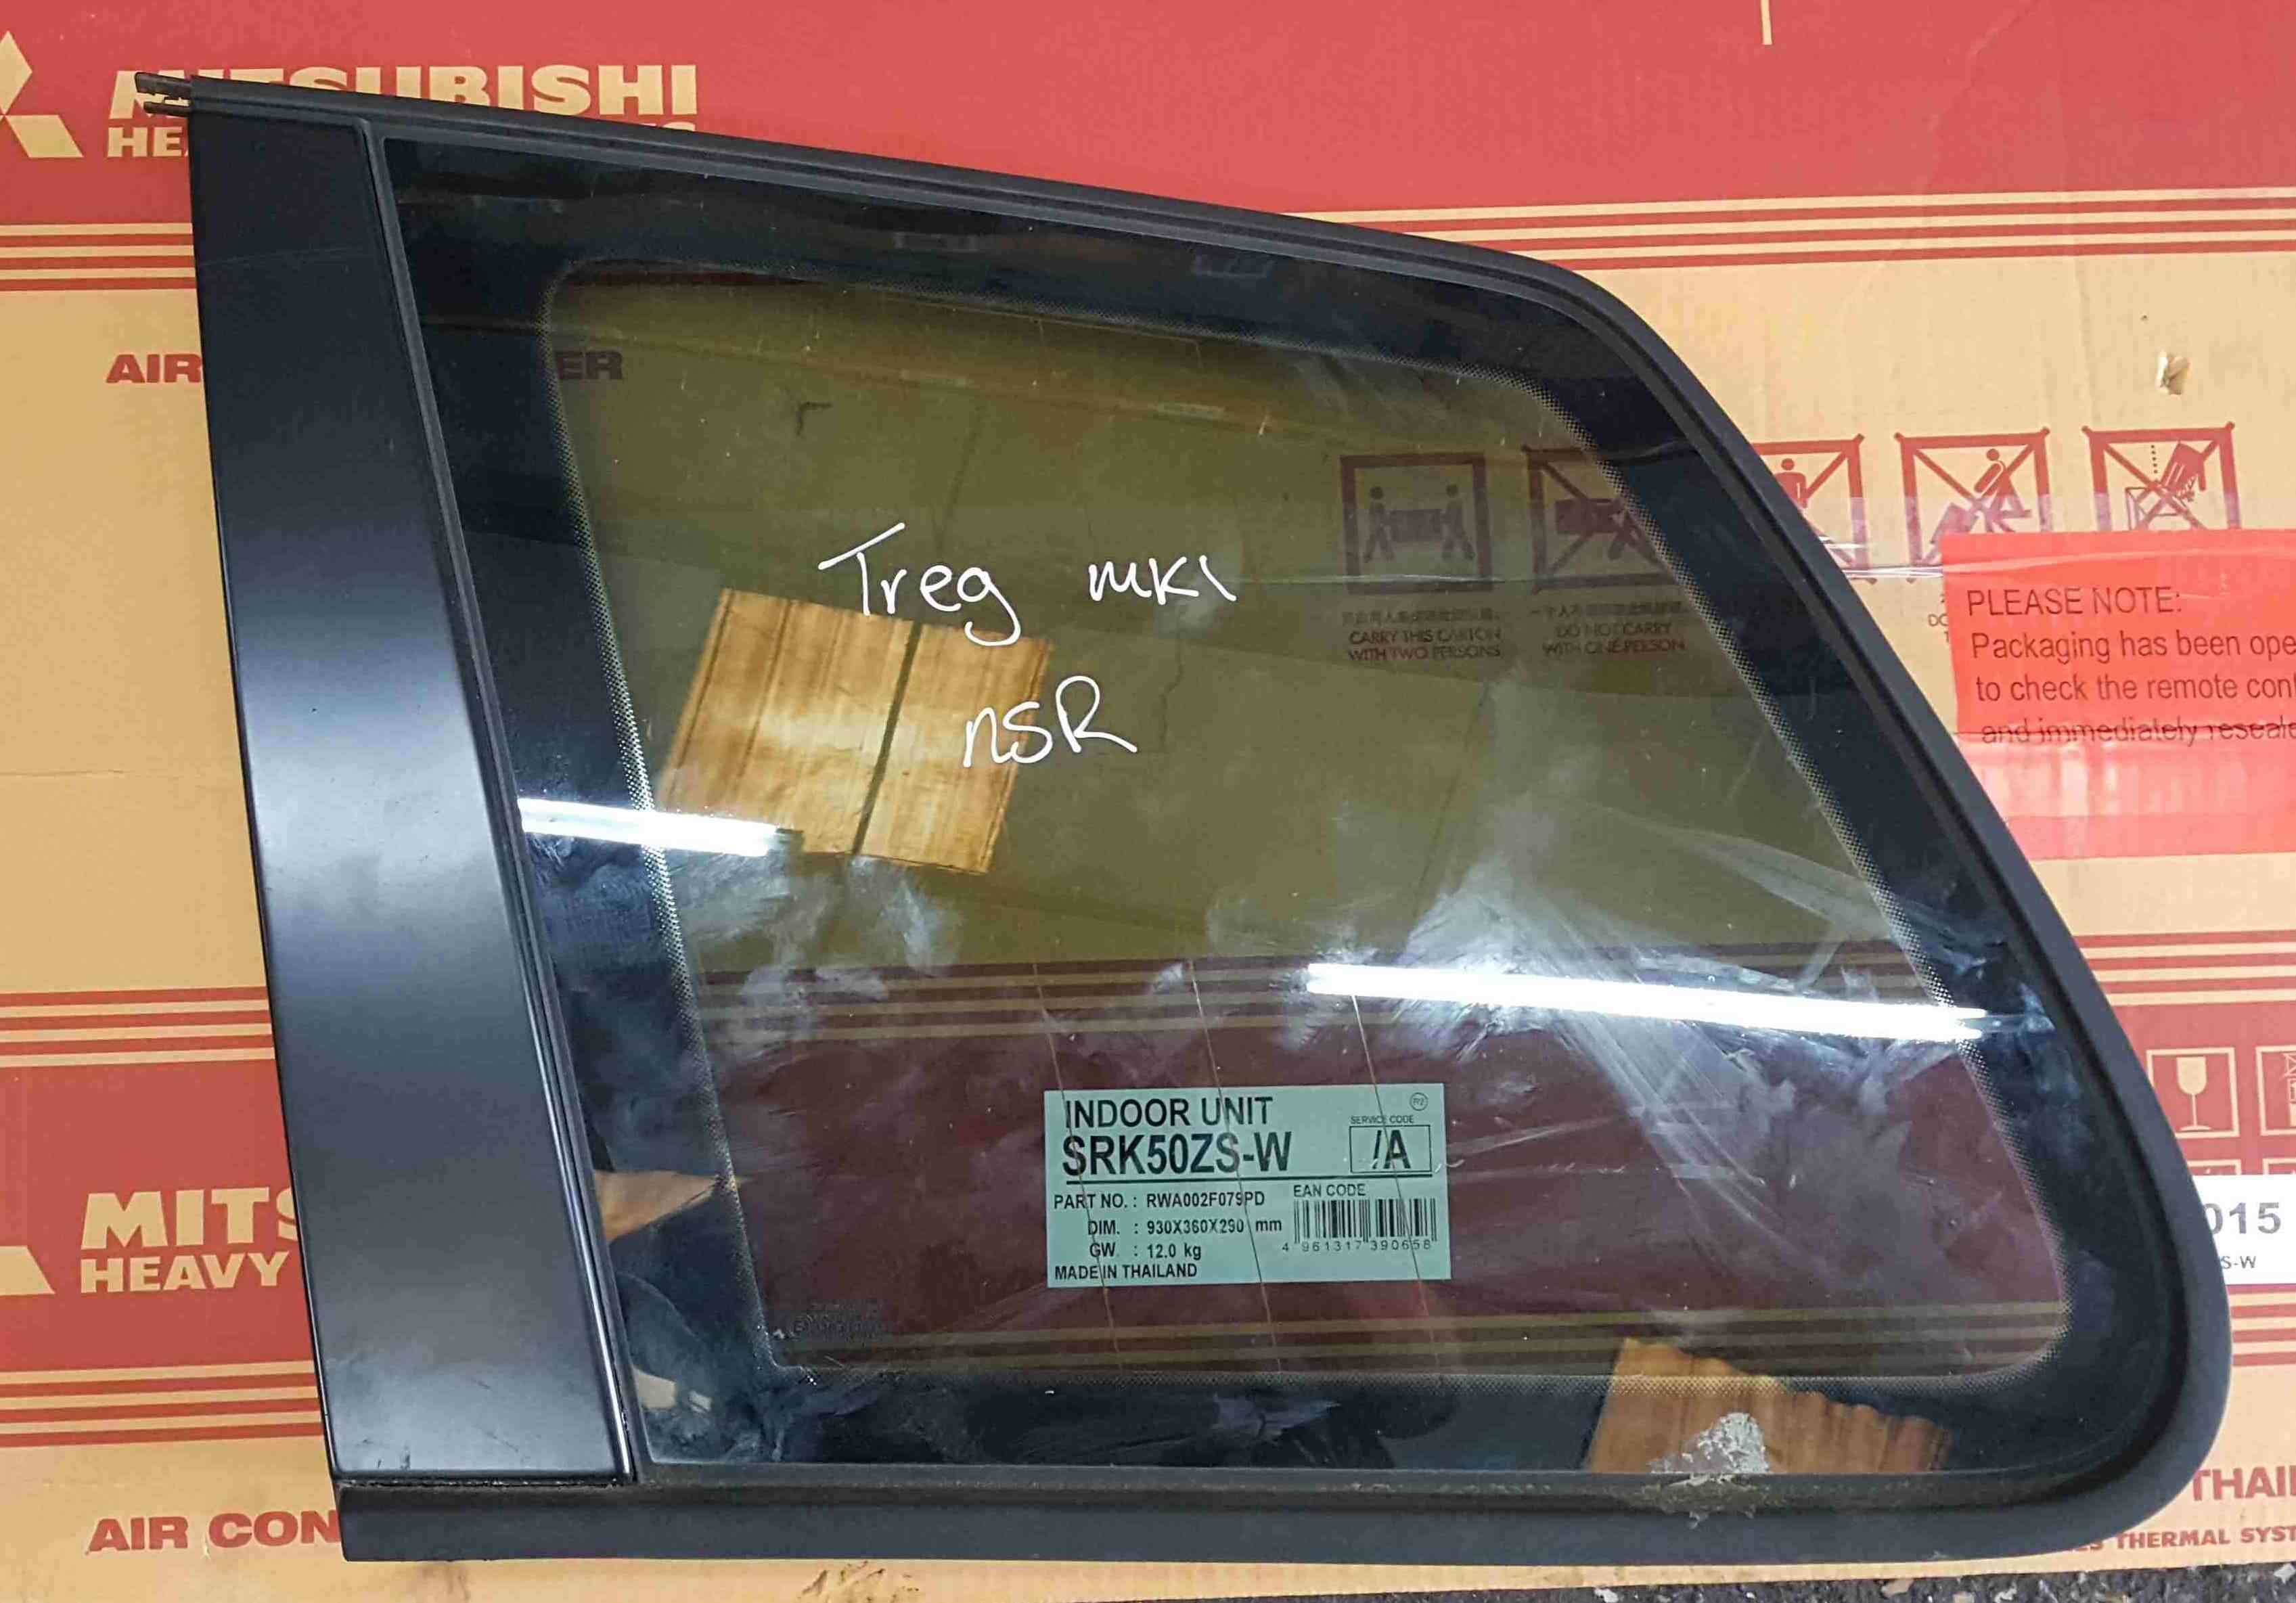 MITSUBISHI
HE
AIR
ER
Treg mk1
nSR
CARRY THIS CARTON
WITH TWO PERSONS
DO NOT CARRY
WITH ONE PERSON
PLEASE NOTE:
Packaging has been ope
to check the remote con
and immediately reseale
INDOOR UNIT
SRK50ZS-W
SERVICE CODE
/A
PART NO. : RWA002F079PD
DIM. : 930X360X290 mm
GW : 12.0 kg
MADE IN THAILAND
EAN CODE
4 961317 390658
015
S-W
MITS
HEAVY
AIR CON
THAI
THERMAL SYST